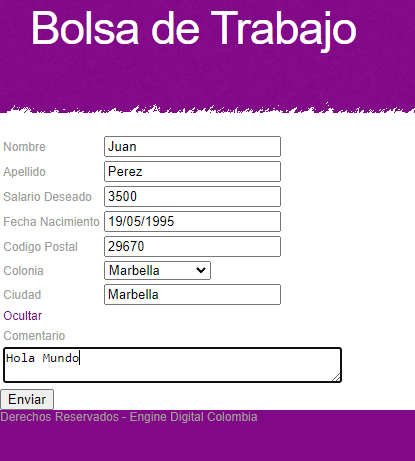 Bolsa de Trabajo
Nombre Juan
Apellido Perez
Salario Deseado 3500
Fecha Nacimiento 19/05/1995
Codigo Postal 29670
Colonia Marbella
Ciudad Marbella
Ocultar
Comentario
Hola Mundo
Enviar
Derechos Reservados - Engine Digital Colombia